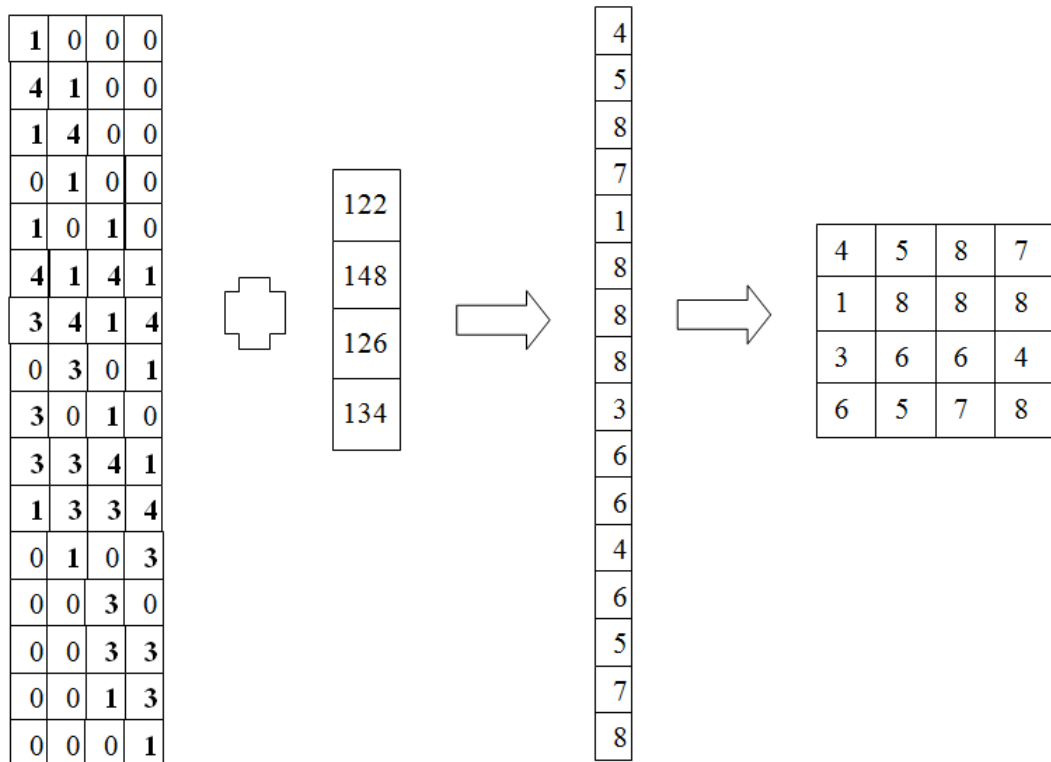 1 0 0 0
4 1 0 0
1 4 0 0
0 1 0 0
1 0 1 0
4 1 4 1
3 4 1 4
0 3 0 1
3 0 1 0
3 3 4 1
1 3 3 4
0 1 0 3
0 0 3 0
0 0 3 3
0 0 1 3
0 0 0 1
122
148
126
134
4
5
8
7
1
8
8
8
3
6
6
4
6
5
7
8
4 5 8 7
1 8 8 8
3 6 6 4
6 5 7 8